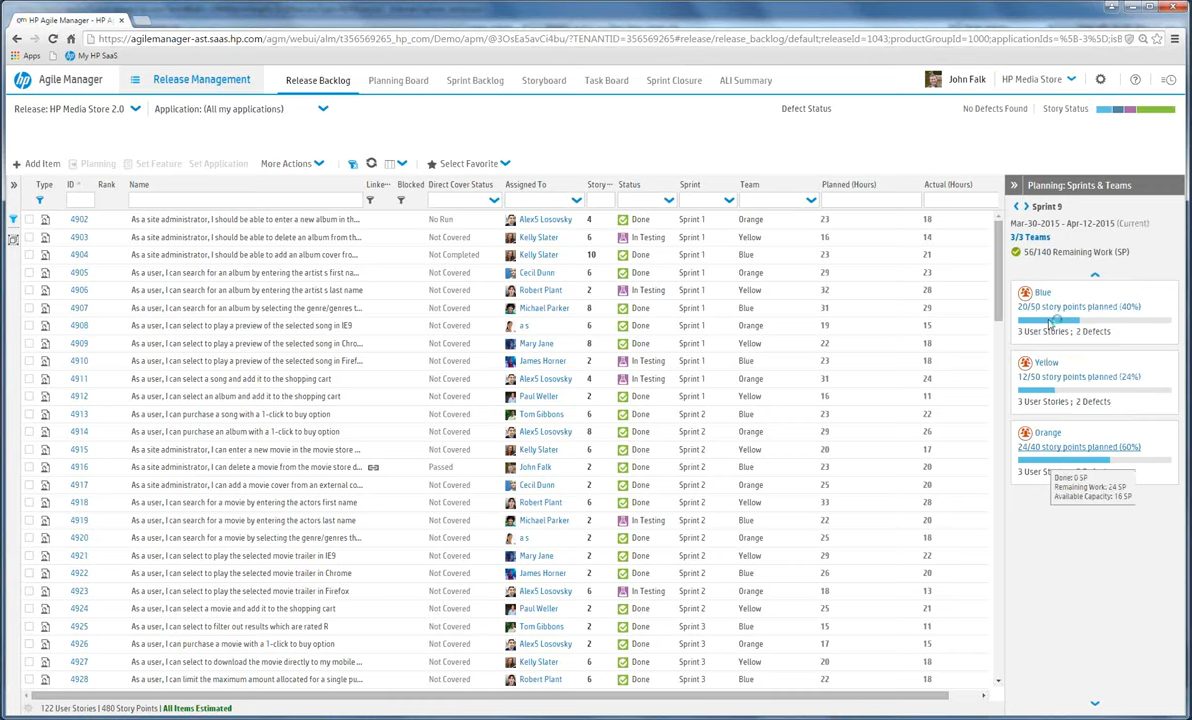 HP Agile Manager - HP Ag
https://agilemanager-ast.saas.hp.com/agm/webui/alm/t356569265_hp_com/Demo/apm/@3OsEa5avCi4bu/?TENANTID=356569265#release/release_backlog/default;releaseId=1043;productGroupId=1000;applicationIds=%5B-3%5D;isB
Apps My HP SaaS
hp Agile Manager Release Management Release Backlog Planning Board Sprint Backlog Storyboard Task Board Sprint Closure ALI Summary John Falk HP Media Store
Release: HP Media Store 2.0 Application: (All my applications) Defect Status No Defects Found Story Status
Add Item Planning Set Feature Set Application More Actions Select Favorite
Type ID Rank Name Linke... Blocked Direct Cover Status Assigned To Story ... Status Sprint Team Planned (Hours) Actual (Hours)
4902 As a site administrator, I should be able to enter a new album in th... No Run Alex5 Losovsky 4 Done Sprint 1 Orange 23 18
4903 As a site administrator, I should be able to delete an album from th... Not Covered Kelly Slater 6 In Testing Sprint 1 Yellow 16 14
4904 As a site administrator, I should be able to add an album cover fro... Not Completed Kelly Slater 10 Done Sprint 1 Blue 23 21
4905 As a user, I can search for an album by entering the artist's first na... Not Covered Cecil Dunn 6 Done Sprint 1 Orange 29 23
4906 As a user, I can search for an album by entering the artist's last name Not Covered Robert Plant 2 In Testing Sprint 1 Yellow 32 28
4907 As a user, I can search for an album by selecting the genre/genres t... Not Covered Michael Parker 8 Done Sprint 1 Blue 31 29
4908 As a user, I can select to play a preview of the selected song in IE9 Not Covered a s 6 Done Sprint 1 Orange 19 15
4909 As a user, I can select to play a preview of the selected song in Chro... Not Covered Mary Jane 8 Done Sprint 1 Yellow 22 17
4910 As a user, I can select to play a preview of the selected song in Firef... Not Covered James Horner 2 In Testing Sprint 1 Blue 23 18
4911 As a user, I can select a song and add it to the shopping cart Not Covered Alex5 Losovsky 4 In Testing Sprint 1 Orange 31 24
4912 As a user, I can select an album and add it to the shopping cart Not Covered Paul Weller 2 Done Sprint 1 Yellow 16 11
4913 As a user, I can purchase a song with a 1-click to buy option Not Covered Tom Gibbons 6 Done Sprint 2 Orange 23 22
4914 As a user, I can purchase an album with a 1-click to buy option Not Covered Alex5 Losovsky 8 Done Sprint 2 Orange 22 17
4915 As a site administrator, I can enter a new movie in the movie store ... Not Covered Kelly Slater 6 Done Sprint 2 Yellow 20 17
4916 As a site administrator, I can delete a movie from the movie store d... Passed John Falk 6 Done Sprint 2 Blue 23 20
4917 As a site administrator, I can add a movie cover from an external co... Not Covered Cecil Dunn 2 Done Sprint 2 Orange 24 18
4918 As a user, I can search for a movie by entering the actors first name Not Covered Robert Plant 2 Done Sprint 2 Yellow 33 28
4919 As a user, I can search for a movie by entering the actors last name Not Covered Michael Parker 2 In Testing Sprint 2 Blue 22 20
4920 As a user, I can search for a movie by entering the genre/genres th... Not Covered a s 2 Done Sprint 2 Orange 25 18
4921 As a user, I can select to play the selected movie trailer in IE9 Not Covered Mary Jane 2 Done Sprint 2 Yellow 29 22
4922 As a user, I can select to play the selected movie trailer in Chrome Not Covered James Horner 2 Done Sprint 2 Blue 26 20
4923 As a user, I can select to play the selected movie trailer in Firefox Not Covered Alex5 Losovsky 6 In Testing Sprint 2 Orange 18 13
4924 As a user, I can select a movie and add it to the shopping cart Not Covered Paul Weller 2 Done Sprint 2 Yellow 25 21
4925 As a user, I can select to filter out results which are rated R Not Covered Tom Gibbons 2 Done Sprint 3 Blue 15 11
4926 As a user, I can purchase a movie with a 1-click to buy option Not Covered Alex5 Losovsky 2 Done Sprint 3 Orange 17 15
4927 As a user, I can select to download the movie directly to my mobile ... Not Covered Kelly Slater 6 Done Sprint 3 Yellow 20 18
4928 As a user, I can limit the maximum amount allocated for a single pu... Not Covered Robert Plant 6 Done Sprint 3 Blue 24 18
122 User Stories | 480 Story Points | All Items Estimated
Planning: Sprints & Teams
Sprint 9
Mar-30-2015 - Apr-12-2015 (Current)
3/3 Teams
56/140 Remaining Work (SP)
Blue
20/50 story points planned (40%)
3 User Stories ; 2 Defects
Yellow
12/50 story points planned (24%)
3 User Stories ; 2 Defects
Orange
24/40 story points planned (60%)
3 User St
Done: 0 SP
Remaining Work: 24 SP
Available Capacity: 16 SP